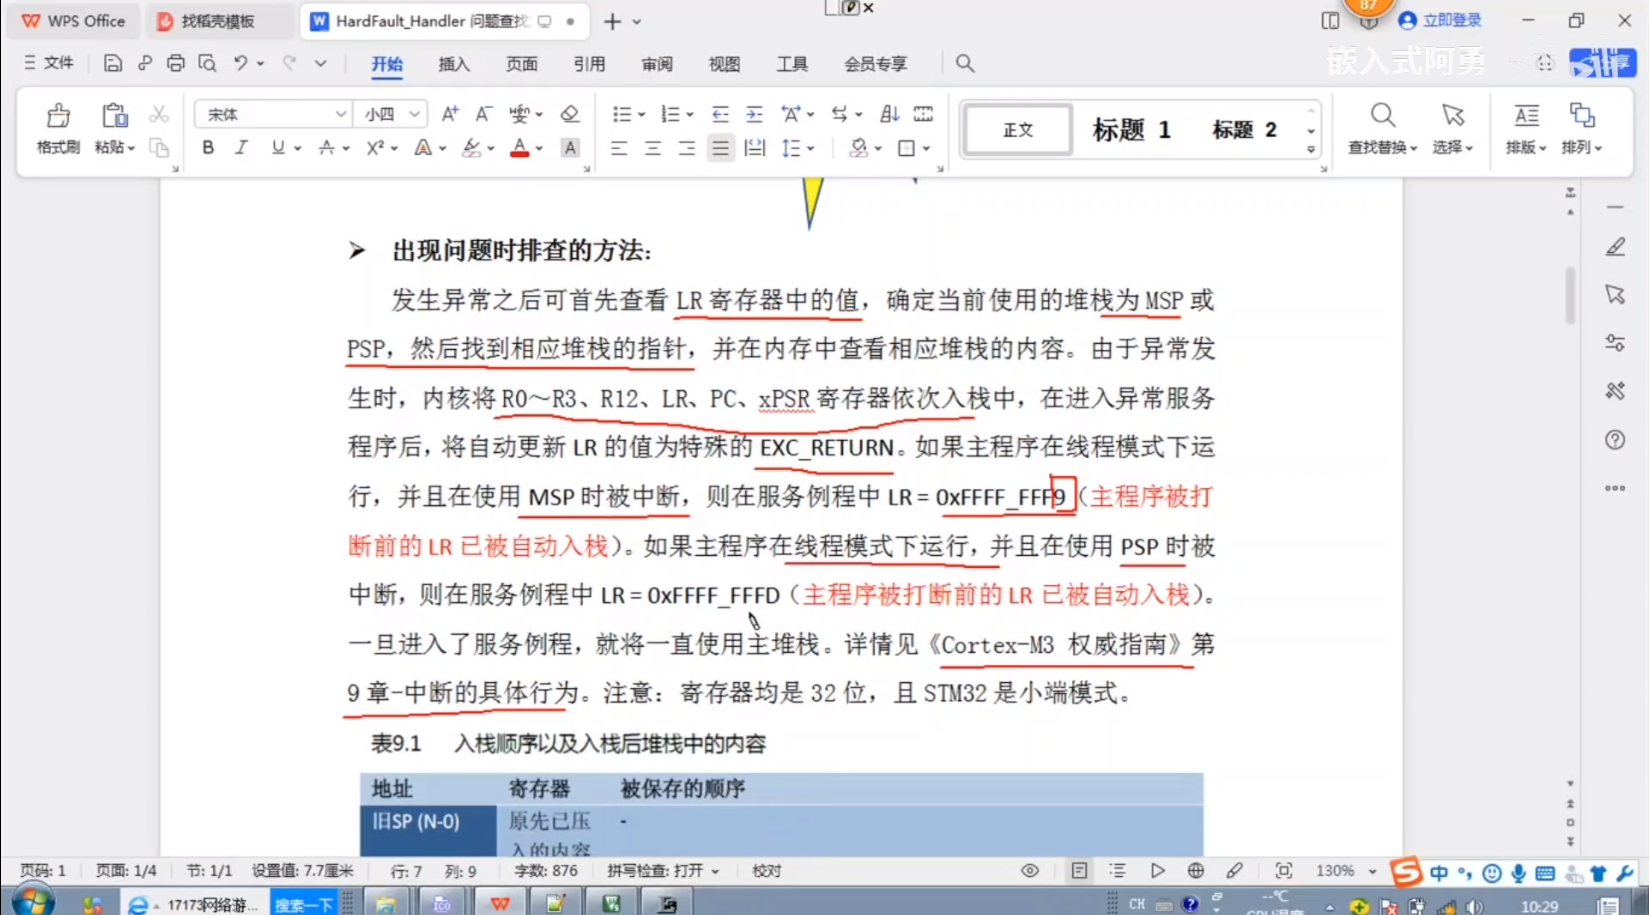 WPS Office
找稻壳模板
HardFault_Handler 问题查找
87
立即登录
嵌入式阿勇
文件
开始
插入
页面
引用
审阅
视图
工具
会员专享
格式刷
粘贴
宋体
小四
正文
标题 1
标题 2
查找替换
选择
排版
排列
出现问题时排查的方法：
发生异常之后可首先查看 LR 寄存器中的值，确定当前使用的堆栈为 MSP 或
PSP，然后找到相应堆栈的指针，并在内存中查看相应堆栈的内容。由于异常发
生时，内核将 R0～R3、R12、LR、PC、xPSR 寄存器依次入栈中，在进入异常服务
程序后，将自动更新 LR 的值为特殊的 EXC_RETURN。如果主程序在线程模式下运
行，并且在使用 MSP 时被中断，则在服务例程中 LR = 0xFFFF_FFF9（主程序被打
断前的 LR 已被自动入栈）。如果主程序在线程模式下运行，并且在使用 PSP 时被
中断，则在服务例程中 LR = 0xFFFF_FFFD（主程序被打断前的 LR 已被自动入栈）。
一旦进入了服务例程，就将一直使用主堆栈。详情见《Cortex-M3 权威指南》第
9 章-中断的具体行为。注意：寄存器均是 32 位，且 STM32 是小端模式。
表9.1 入栈顺序以及入栈后堆栈中的内容
地址 寄存器 被保存的顺序
旧SP (N-0) 原先已压 -
入的内容
页码: 1
页面: 1/4
节: 1/1
设置值: 7.7厘米
行: 7
列: 9
字数: 876
拼写检查: 打开
校对
130%
中
17173网络游...
搜索一下
CH
--℃
10:29